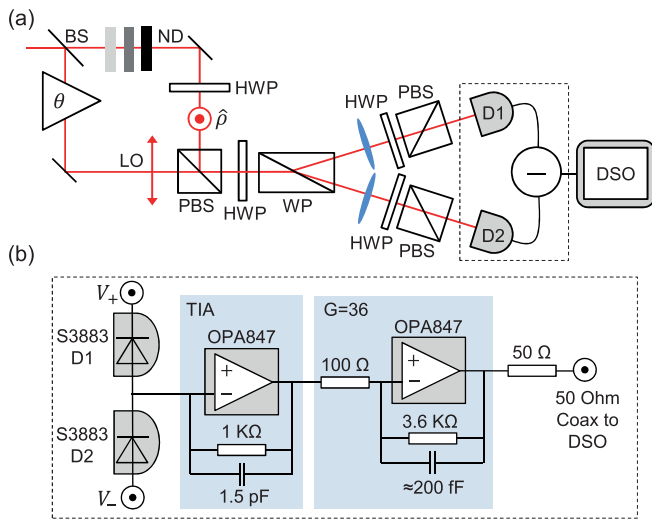 (a)
BS
ND
HWP
θ
ρ̂
LO
PBS
HWP
WP
HWP
PBS
HWP
PBS
D1
D2
−
DSO
(b)
V+
S3883
D1
S3883
D2
V−
TIA
OPA847
+
−
1 KΩ
1.5 pF
G=36
100 Ω
OPA847
+
−
3.6 KΩ
≈200 fF
50 Ω
50 Ohm
Coax to
DSO